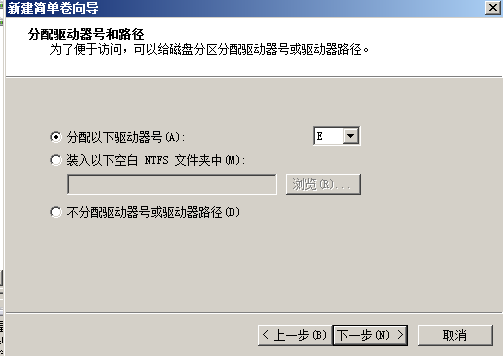 新建简单卷向导
分配驱动器号和路径
为了便于访问，可以给磁盘分区分配驱动器号或驱动器路径。
分配以下驱动器号(A): E
装入以下空白 NTFS 文件夹中(M):
浏览(R)...
不分配驱动器号或驱动器路径(D)
< 上一步(B) 下一步(N) > 取消